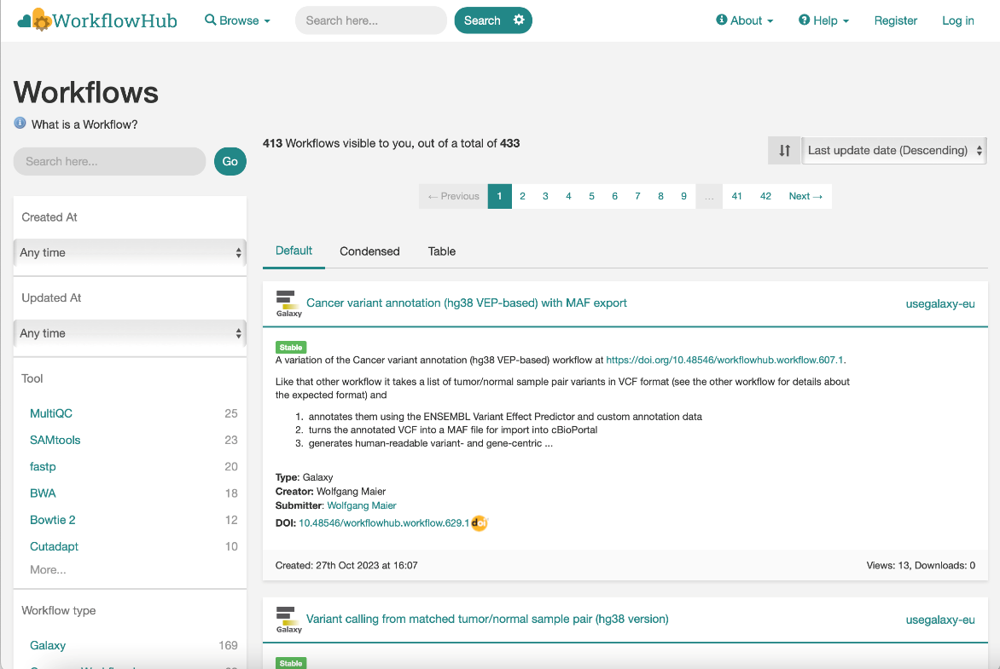 WorkflowHub Browse Search here... Search About Help Register Log in
Workflows
What is a Workflow?
Search here... Go
413 Workflows visible to you, out of a total of 433
Last update date (Descending)
← Previous 1 2 3 4 5 6 7 8 9 ... 41 42 Next →
Created At
Any time
Updated At
Any time
Tool
MultiQC 25
SAMtools 23
fastp 20
BWA 18
Bowtie 2 12
Cutadapt 10
More...
Workflow type
Galaxy 169
Default Condensed Table
Galaxy
Cancer variant annotation (hg38 VEP-based) with MAF export
usegalaxy-eu
Stable
A variation of the Cancer variant annotation (hg38 VEP-based) workflow at https://doi.org/10.48546/workflowhub.workflow.607.1.
Like that other workflow it takes a list of tumor/normal sample pair variants in VCF format (see the other workflow for details about
the expected format) and
1. annotates them using the ENSEMBL Variant Effect Predictor and custom annotation data
2. turns the annotated VCF into a MAF file for import into cBioPortal
3. generates human-readable variant- and gene-centric ...
Type: Galaxy
Creator: Wolfgang Maier
Submitter: Wolfgang Maier
DOI: 10.48546/workflowhub.workflow.629.1 doi
Created: 27th Oct 2023 at 16:07
Views: 13, Downloads: 0
Galaxy
Variant calling from matched tumor/normal sample pair (hg38 version)
usegalaxy-eu
Stable